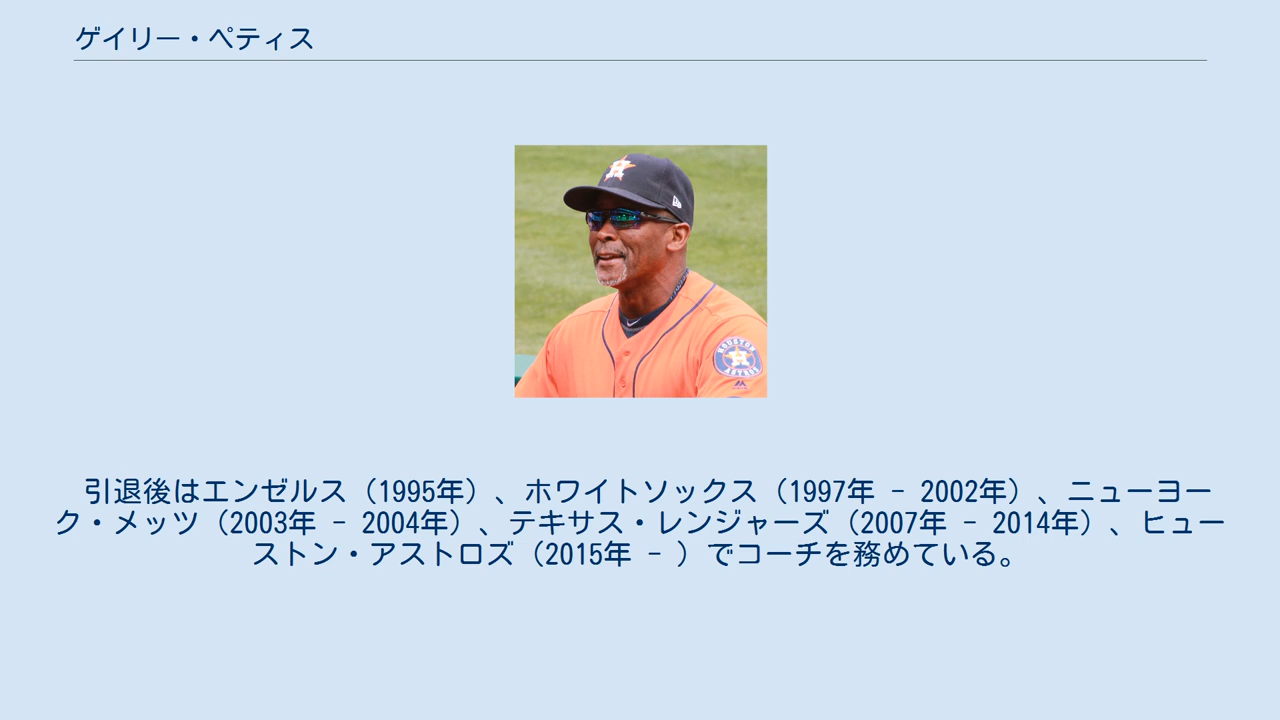 ゲイリー・ペティス
HOUSTON
ASTROS
引退後はエンゼルス（1995年）、ホワイトソックス（1997年 - 2002年）、ニューヨー
ク・メッツ（2003年 - 2004年）、テキサス・レンジャーズ（2007年 - 2014年）、ヒュー
ストン・アストロズ（2015年 - ）でコーチを務めている。